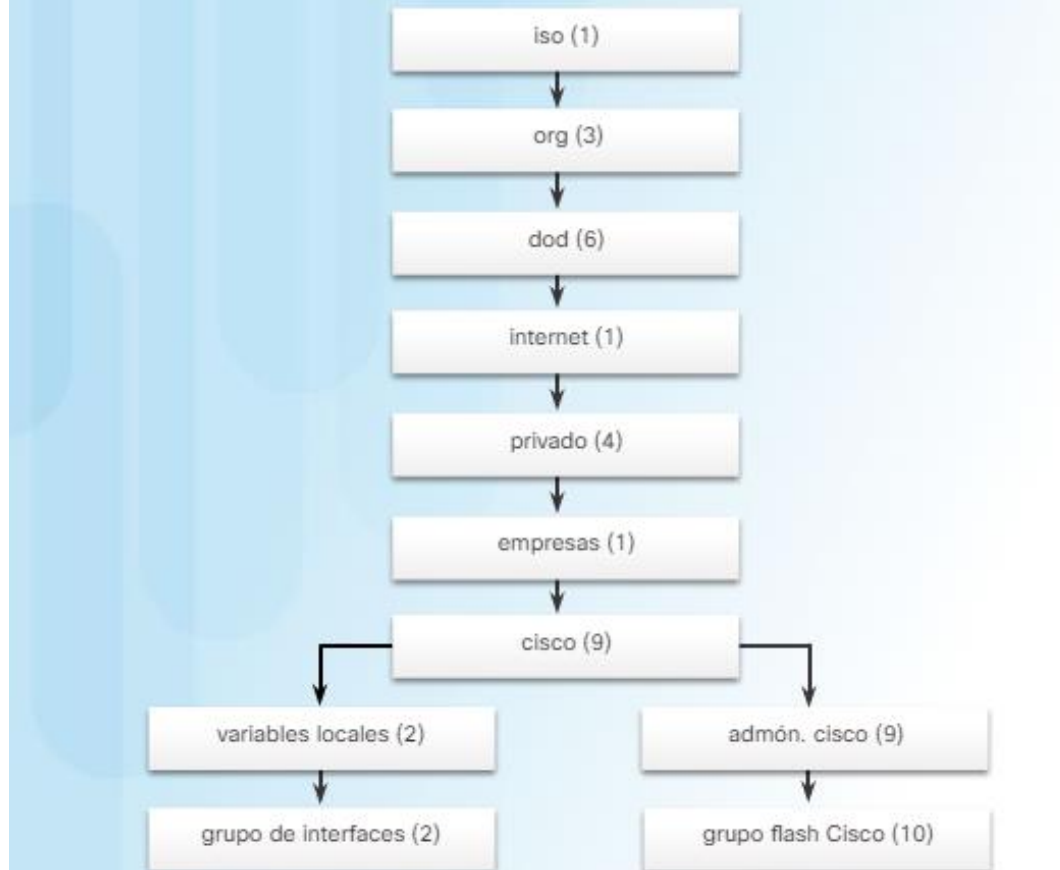 iso (1)
org (3)
dod (6)
internet (1)
privado (4)
empresas (1)
cisco (9)
variables locales (2)
admón. cisco (9)
grupo de interfaces (2)
grupo flash Cisco (10)